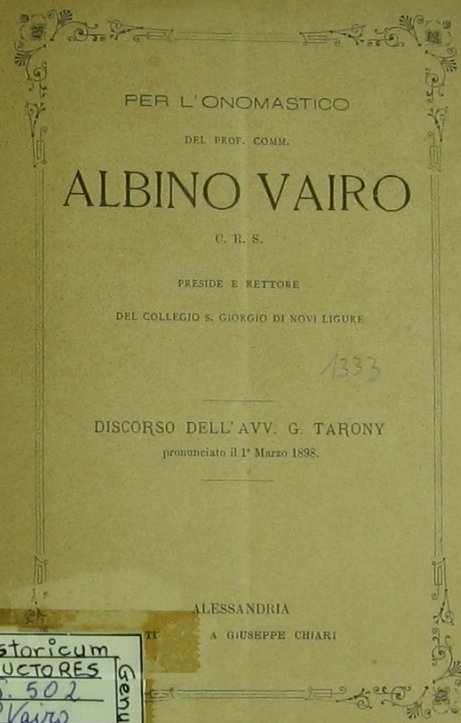 PER L'ONOMASTICO
DEL PROF. COMM.
ALBINO VAIRO
C. R. S.
PRESIDE E RETTORE
DEL COLLEGIO S. GIORGIO DI NOVI LIGURE
1333
DISCORSO DELL'AVV. G. TARONY
pronunciato il 1° Marzo 1898.
ALESSANDRIA
A GIUSEPPE CHIARI
storicum
UCTORES
502
Vairo
Genu